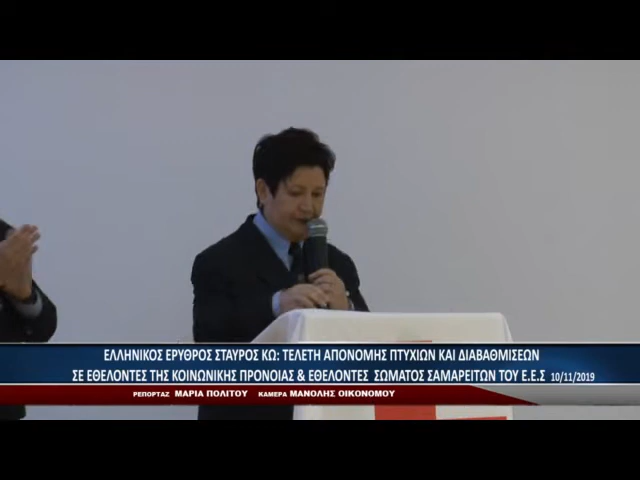 ΕΛΛΗΝΙΚΟΣ ΕΡΥΘΡΟΣ ΣΤΑΥΡΟΣ ΚΩ: ΤΕΛΕΤΗ ΑΠΟΝΟΜΗΣ ΠΤΥΧΙΩΝ ΚΑΙ ΔΙΑΒΑΘΜΙΣΕΩΝ
ΣΕ ΕΘΕΛΟΝΤΕΣ ΤΗΣ ΚΟΙΝΩΝΙΚΗΣ ΠΡΟΝΟΙΑΣ & ΕΘΕΛΟΝΤΕΣ ΣΩΜΑΤΟΣ ΣΑΜΑΡΕΙΤΩΝ ΤΟΥ Ε.Ε.Σ 10/11/2019
ΡΕΠΟΡΤΑΖ ΜΑΡΙΑ ΠΟΛΙΤΟΥ ΚΑΜΕΡΑ ΜΑΝΟΛΗΣ ΟΙΚΟΝΟΜΟΥ